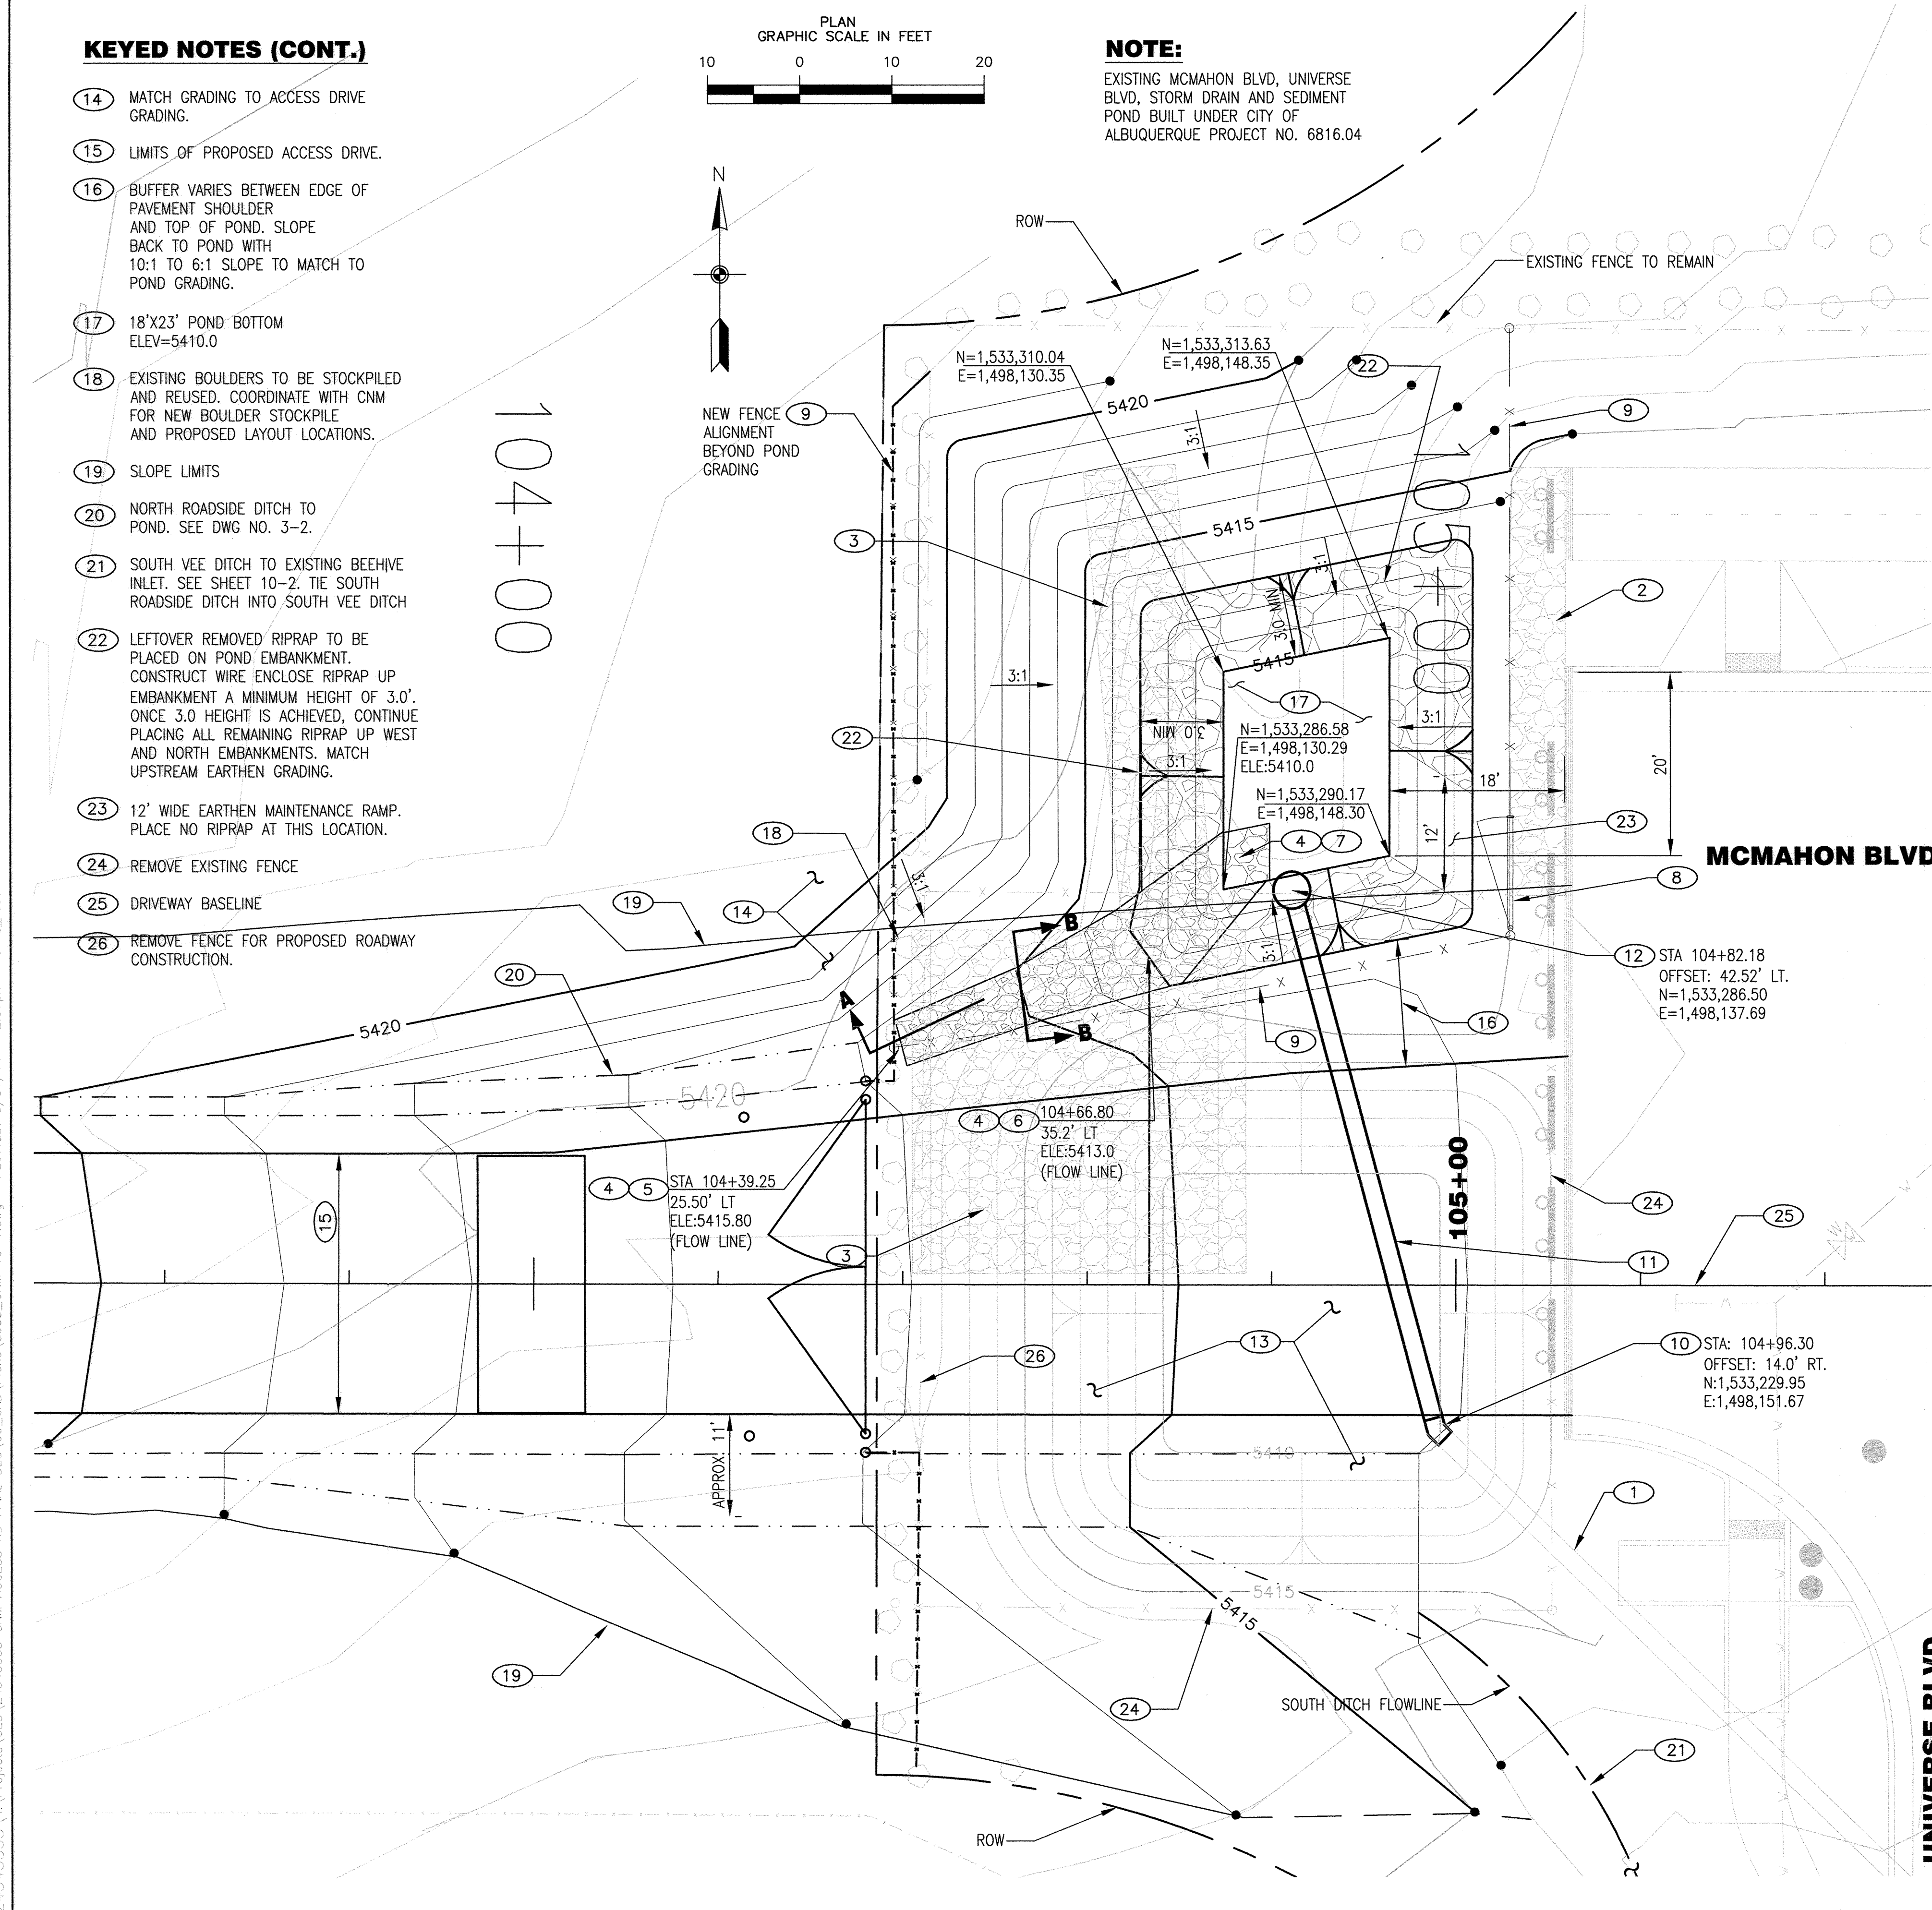 KEYED NOTES (CONT.)
14 MATCH GRADING TO ACCESS DRIVE
GRADING.
15 LIMITS OF PROPOSED ACCESS DRIVE.
16 BUFFER VARIES BETWEEN EDGE OF
PAVEMENT SHOULDER
AND TOP OF POND. SLOPE
BACK TO POND WITH
10:1 TO 6:1 SLOPE TO MATCH TO
POND GRADING.
17 18'X23' POND BOTTOM
ELEV=5410.0
18 EXISTING BOULDERS TO BE STOCKPILED
AND REUSED. COORDINATE WITH CNM
FOR NEW BOULDER STOCKPILE
AND PROPOSED LAYOUT LOCATIONS.
19 SLOPE LIMITS
20 NORTH ROADSIDE DITCH TO
POND. SEE DWG NO. 3-2.
21 SOUTH VEE DITCH TO EXISTING BEEHIVE
INLET. SEE SHEET 10-2. TIE SOUTH
ROADSIDE DITCH INTO SOUTH VEE DITCH
22 LEFTOVER REMOVED RIPRAP TO BE
PLACED ON POND EMBANKMENT.
CONSTRUCT WIRE ENCLOSE RIPRAP UP
EMBANKMENT A MINIMUM HEIGHT OF 3.0'.
ONCE 3.0 HEIGHT IS ACHIEVED, CONTINUE
PLACING ALL REMAINING RIPRAP UP WEST
AND NORTH EMBANKMENTS. MATCH
UPSTREAM EARTHEN GRADING.
23 12' WIDE EARTHEN MAINTENANCE RAMP.
PLACE NO RIPRAP AT THIS LOCATION.
24 REMOVE EXISTING FENCE
25 DRIVEWAY BASELINE
26 REMOVE FENCE FOR PROPOSED ROADWAY
CONSTRUCTION.
PLAN
GRAPHIC SCALE IN FEET
10 0 10 20
NOTE:
EXISTING MCMAHON BLVD, UNIVERSE
BLVD, STORM DRAIN AND SEDIMENT
POND BUILT UNDER CITY OF
ALBUQUERQUE PROJECT NO. 6816.04
N
ROW
EXISTING FENCE TO REMAIN
N=1,533,310.04
E=1,498,130.35
N=1,533,313.63
E=1,498,148.35
22
9
NEW FENCE 9
ALIGNMENT
BEYOND POND
GRADING
104+00
5420
3:1
5415
3
3:1
3.0 MIN
5415
1+00
2
3:1
17
22
3.0 MIN
3:1
N=1,533,286.58
E=1,498,130.29
ELE:5410.0
3:1
18'
20'
N=1,533,290.17
E=1,498,148.30
12'
23
18
4 7
MCMAHON BLVD
3:1
8
19
14
B
3:1
12 STA 104+82.18
OFFSET: 42.52' LT.
N=1,533,286.50
E=1,498,137.69
20
A
5420
16
B
9
5420
4 6 104+66.80
35.2' LT
ELE:5413.0
(FLOW LINE)
4 5 STA 104+39.25
25.50' LT
ELE:5415.80
(FLOW LINE)
3
15
105+00
24
25
11
13
26
10 STA: 104+96.30
OFFSET: 14.0' RT.
N:1,533,229.95
E:1,498,151.67
APPROX. 11'
5410
1
5415
5415
19
24
SOUTH DITCH FLOWLINE
21
ROW
UNIVERSE BLVD